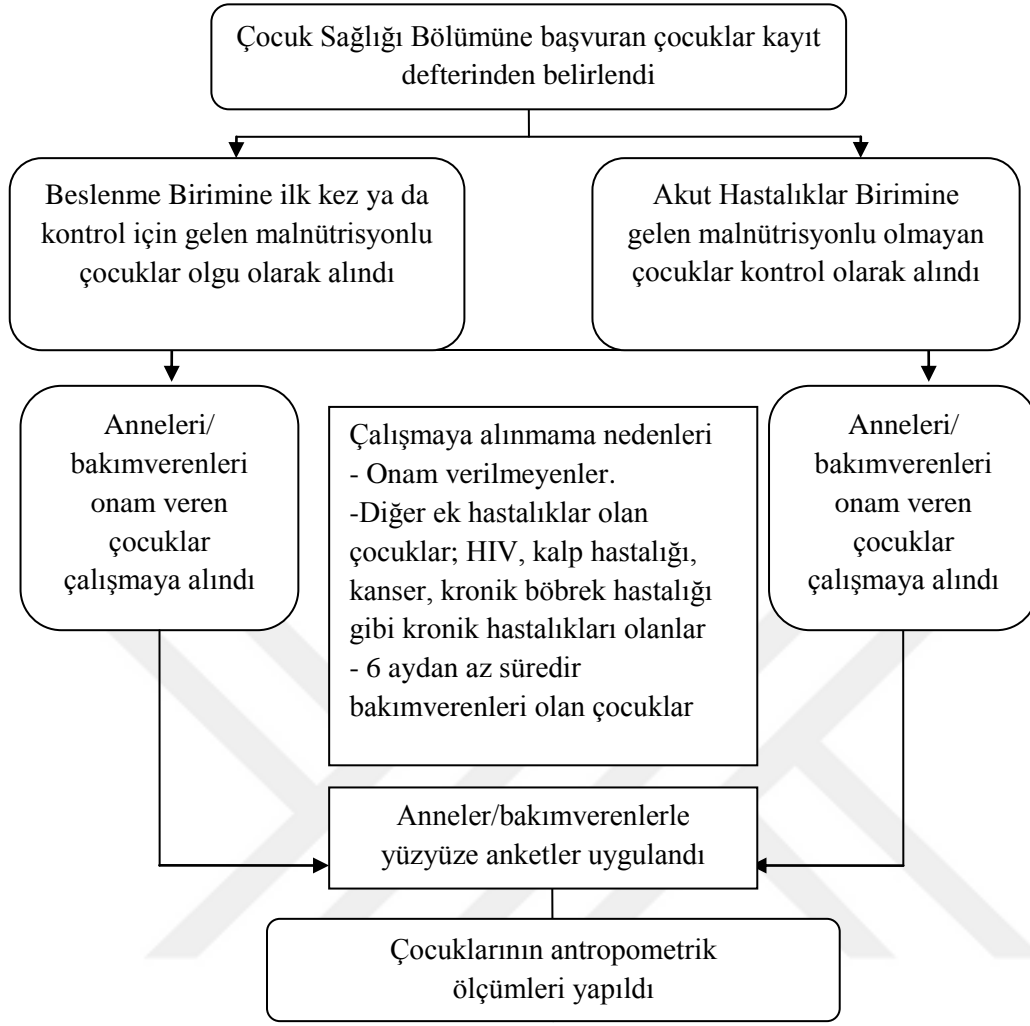 Çocuk Sağlığı Bölümüne başvuran çocuklar kayıt
defterinden belirlendi
Beslenme Birimine ilk kez ya da
kontrol için gelen malnütrisyonlu
çocuklar olgu olarak alındı
Akut Hastalıklar Birimine
gelen malnütrisyonlu olmayan
çocuklar kontrol olarak alındı
Anneleri/
bakımverenleri
onam veren
çocuklar
çalışmaya alındı
Çalışmaya alınmama nedenleri
- Onam verilmeyenler.
-Diğer ek hastalıklar olan
çocuklar; HIV, kalp hastalığı,
kanser, kronik böbrek hastalığı
gibi kronik hastalıkları olanlar
- 6 aydan az süredir
bakımverenleri olan çocuklar
Anneleri/
bakımverenleri
onam veren
çocuklar
çalışmaya alındı
Anneler/bakımverenlerle
yüzyüze anketler uygulandı
Çocuklarının antropometrik
ölçümleri yapıldı